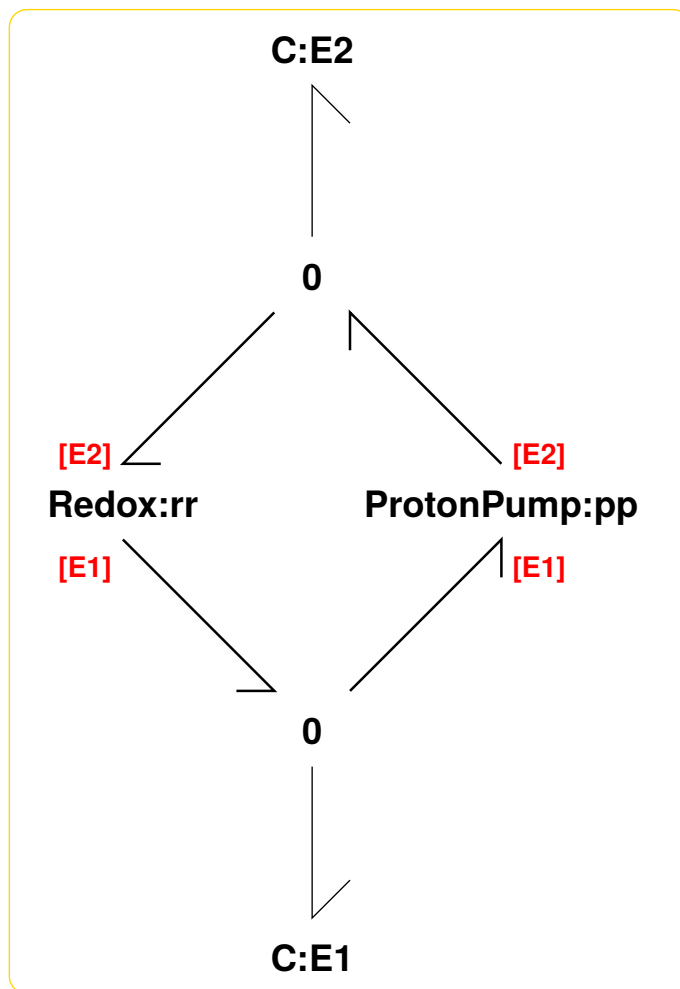 C:E2
0
[E2] [E2]
Redox:rr ProtonPump:pp
[E1] [E1]
0
C:E1